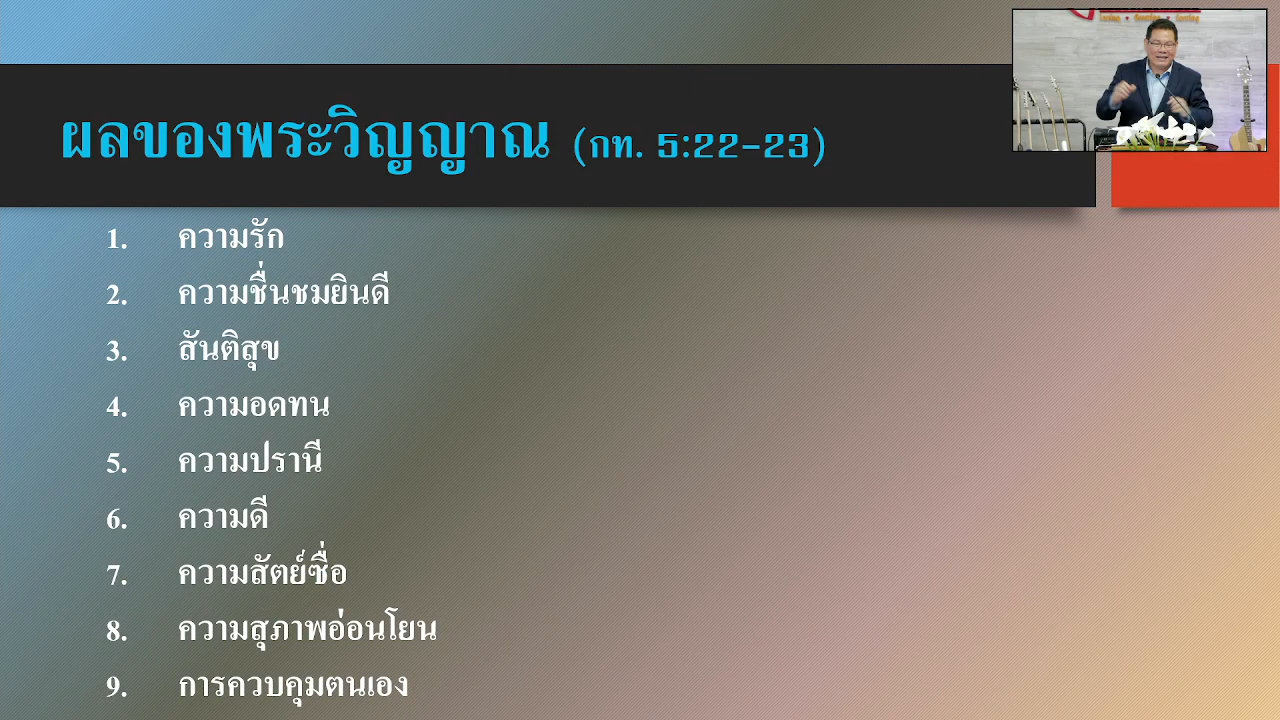 ผลของพระวิญญาณ (กท. 5:22-23)
1. ความรัก
2. ความชื่นชมยินดี
3. สันติสุข
4. ความอดทน
5. ความปรานี
6. ความดี
7. ความสัตย์ซื่อ
8. ความสุภาพอ่อนโยน
9. การควบคุมตนเอง